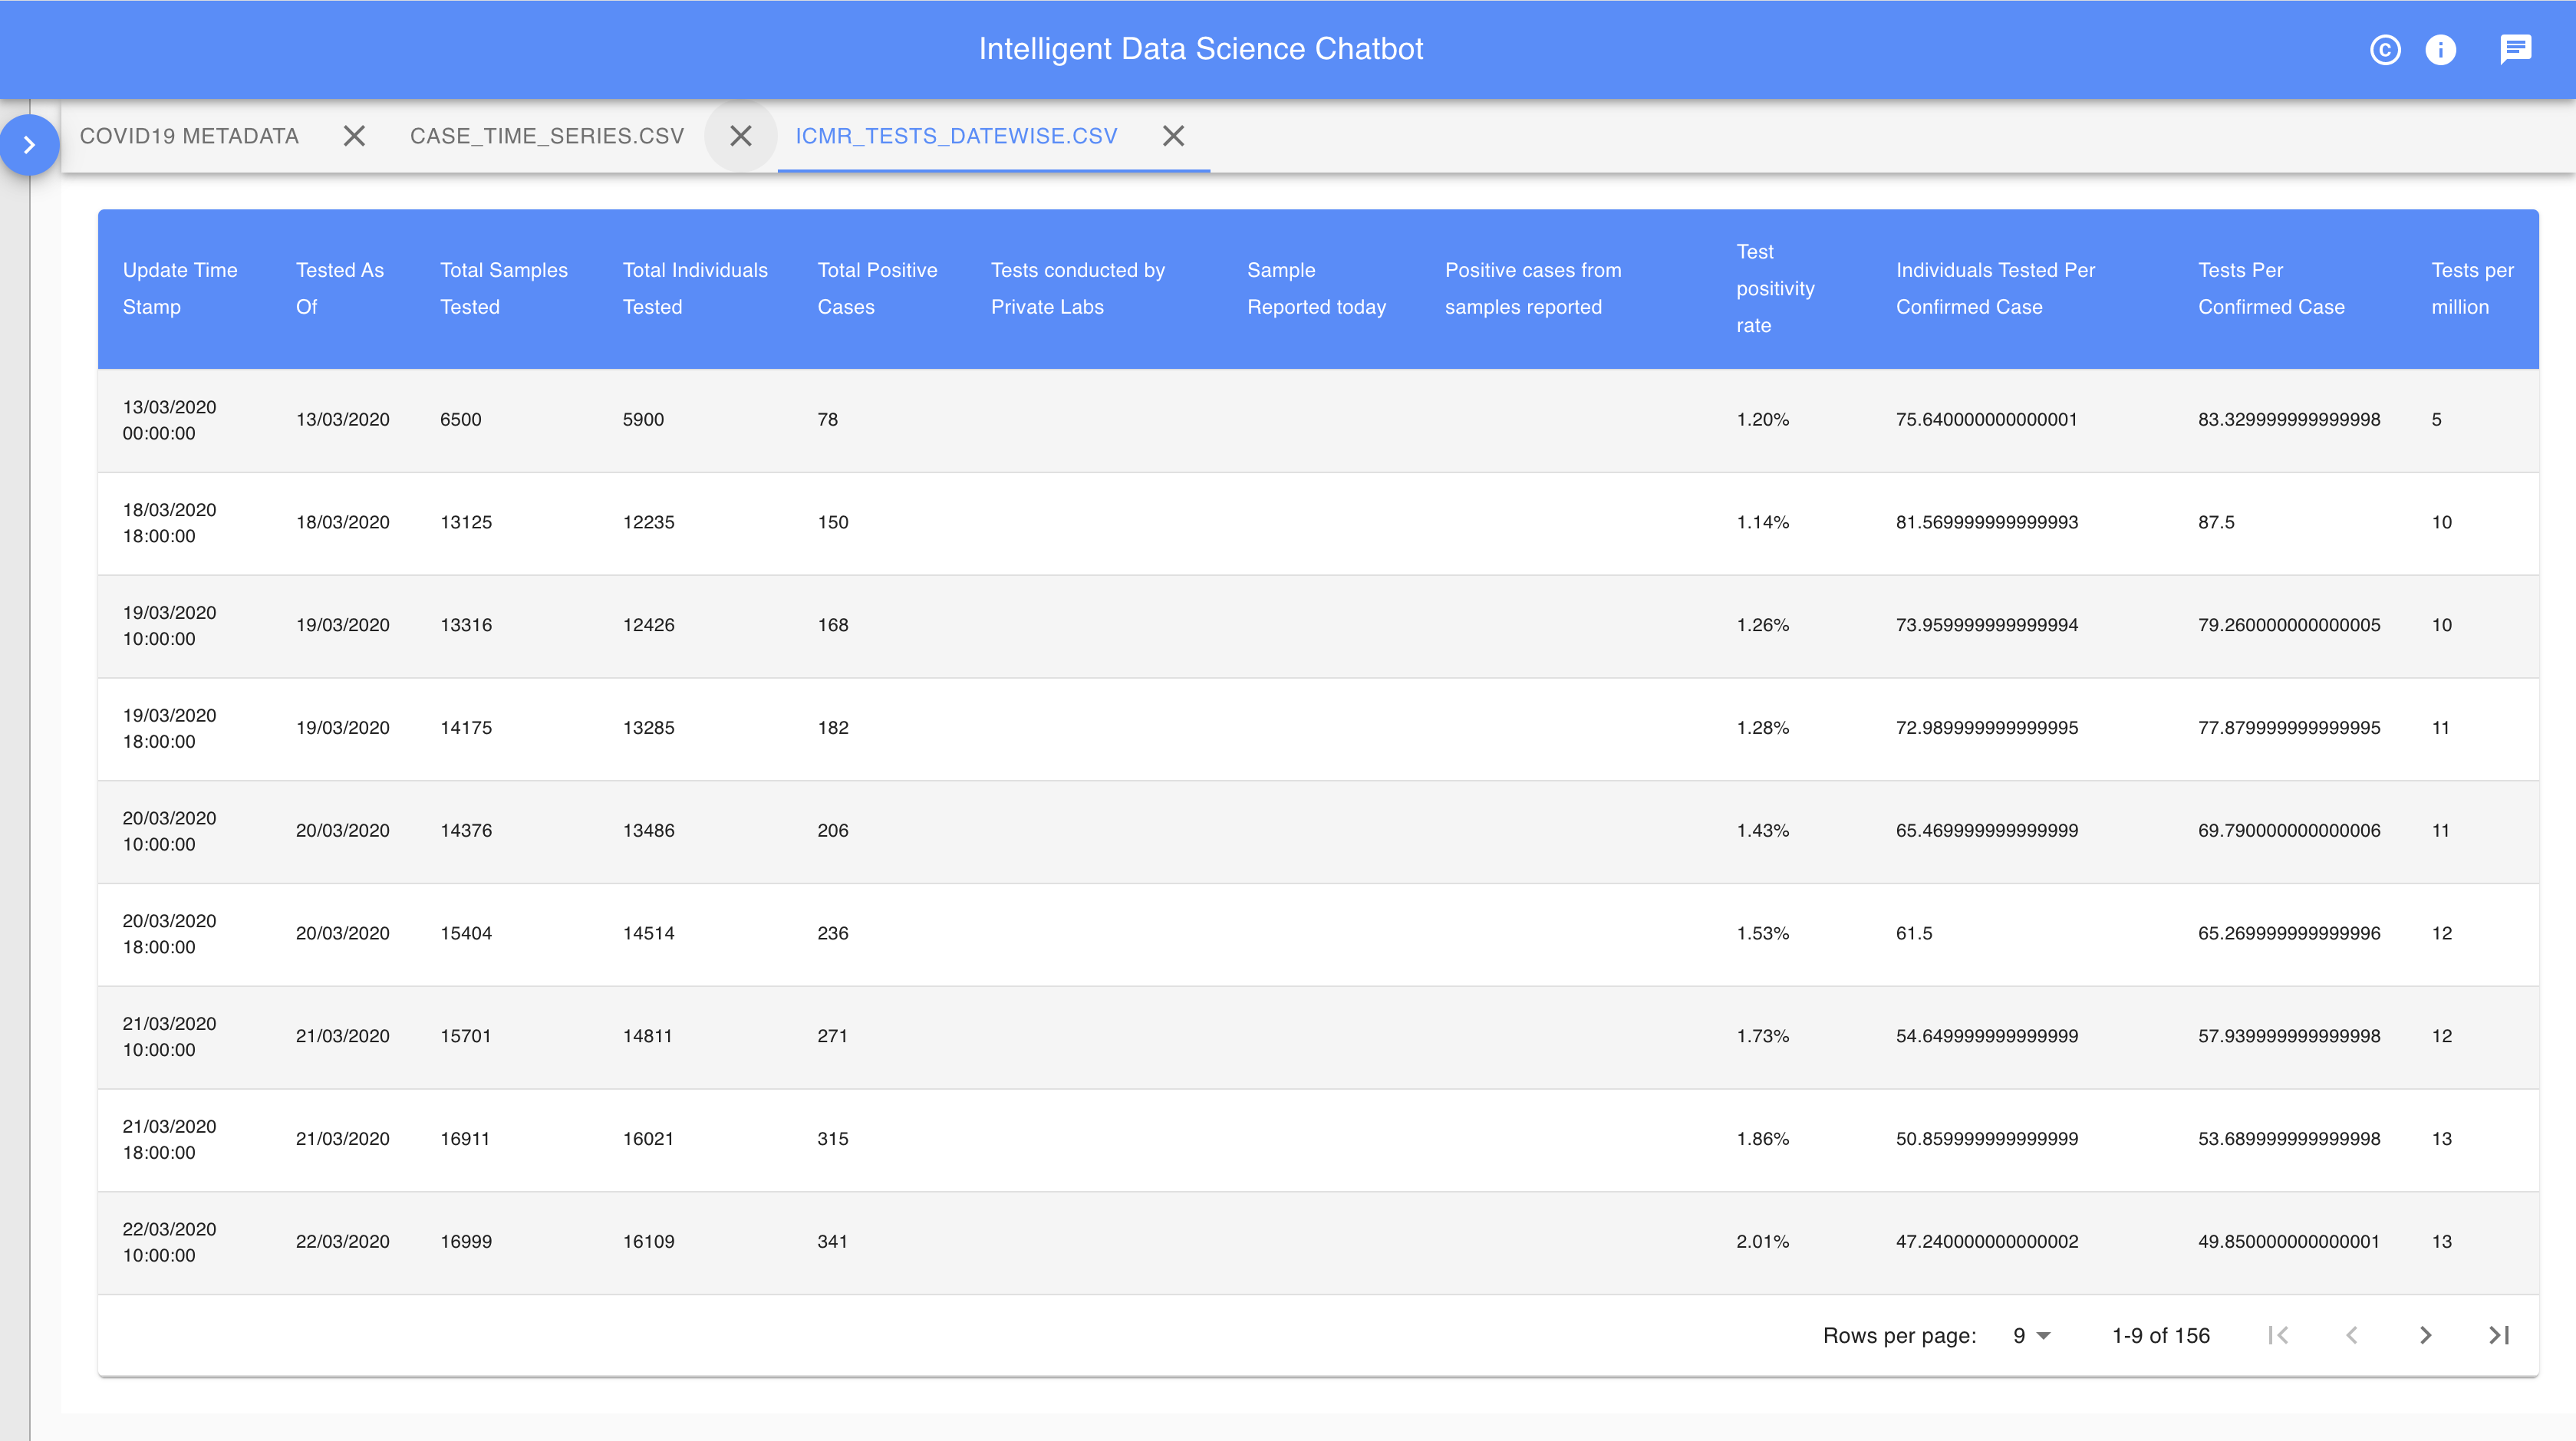 Intelligent Data Science Chatbot
COVID19 METADATA CASE_TIME_SERIES.CSV ICMR_TESTS_DATEWISE.CSV
Update Time Stamp Tested As Of Total Samples Tested Total Individuals Tested Total Positive Cases Tests conducted by Private Labs Sample Reported today Positive cases from samples reported Test positivity rate Individuals Tested Per Confirmed Case Tests Per Confirmed Case Tests per million
13/03/2020 00:00:00 13/03/2020 6500 5900 78 1.20% 75.640000000000001 83.329999999999998 5
18/03/2020 18:00:00 18/03/2020 13125 12235 150 1.14% 81.569999999999993 87.5 10
19/03/2020 10:00:00 19/03/2020 13316 12426 168 1.26% 73.959999999999994 79.260000000000005 10
19/03/2020 18:00:00 19/03/2020 14175 13285 182 1.28% 72.989999999999995 77.879999999999995 11
20/03/2020 10:00:00 20/03/2020 14376 13486 206 1.43% 65.469999999999999 69.790000000000006 11
20/03/2020 18:00:00 20/03/2020 15404 14514 236 1.53% 61.5 65.269999999999996 12
21/03/2020 10:00:00 21/03/2020 15701 14811 271 1.73% 54.649999999999999 57.939999999999998 12
21/03/2020 18:00:00 21/03/2020 16911 16021 315 1.86% 50.859999999999999 53.689999999999998 13
22/03/2020 10:00:00 22/03/2020 16999 16109 341 2.01% 47.240000000000002 49.850000000000001 13
Rows per page: 9 1-9 of 156